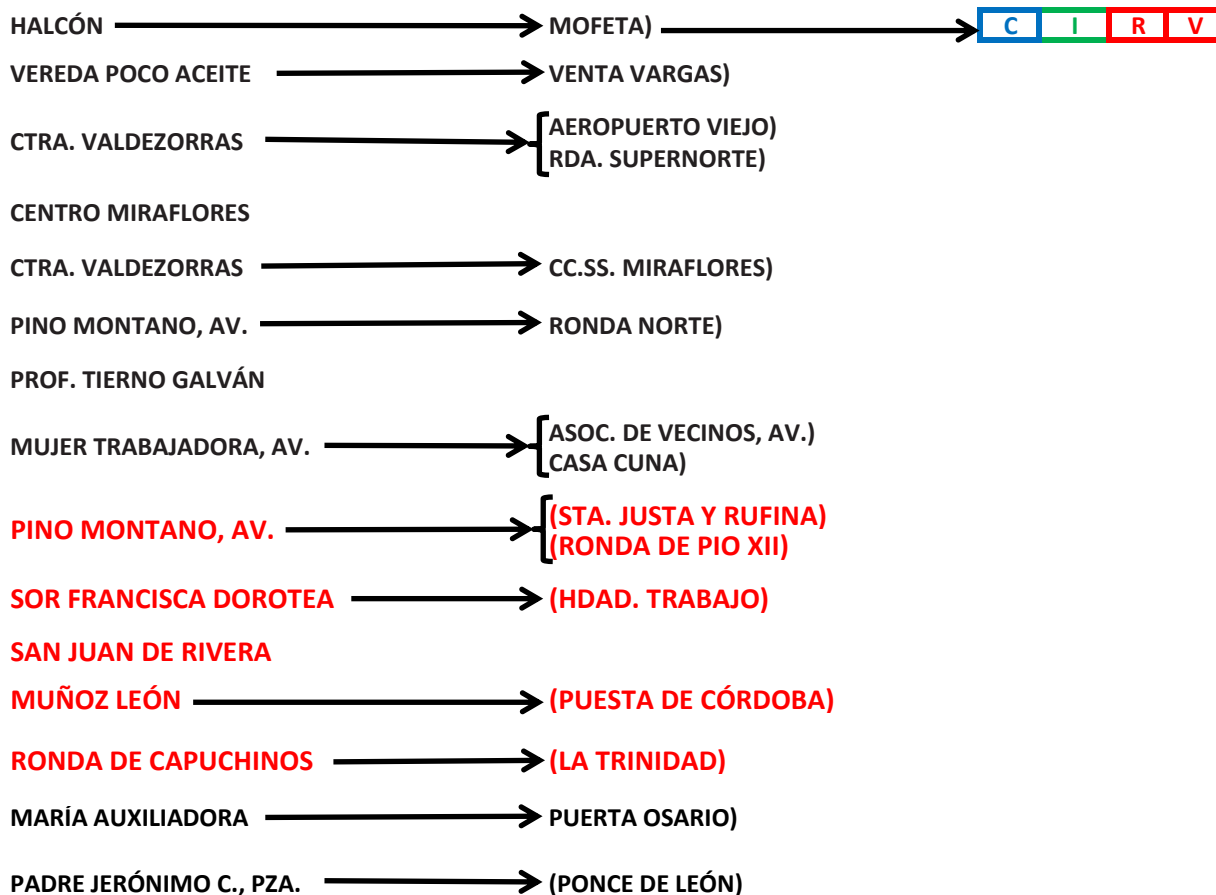 HALCÓN MOFETA) C I R V
VEREDA POCO ACEITE VENTA VARGAS)
CTRA. VALDEZORRAS AEROPUERTO VIEJO)
RDA. SUPERNORTE)
CENTRO MIRAFLORES
CTRA. VALDEZORRAS CC.SS. MIRAFLORES)
PINO MONTANO, AV. RONDA NORTE)
PROF. TIERNO GALVÁN
MUJER TRABAJADORA, AV. ASOC. DE VECINOS, AV.)
CASA CUNA)
PINO MONTANO, AV. (STA. JUSTA Y RUFINA)
(RONDA DE PIO XII)
SOR FRANCISCA DOROTEA (HDAD. TRABAJO)
SAN JUAN DE RIVERA
MUÑOZ LEÓN (PUESTA DE CÓRDOBA)
RONDA DE CAPUCHINOS (LA TRINIDAD)
MARÍA AUXILIADORA PUERTA OSARIO)
PADRE JERÓNIMO C., PZA. (PONCE DE LEÓN)